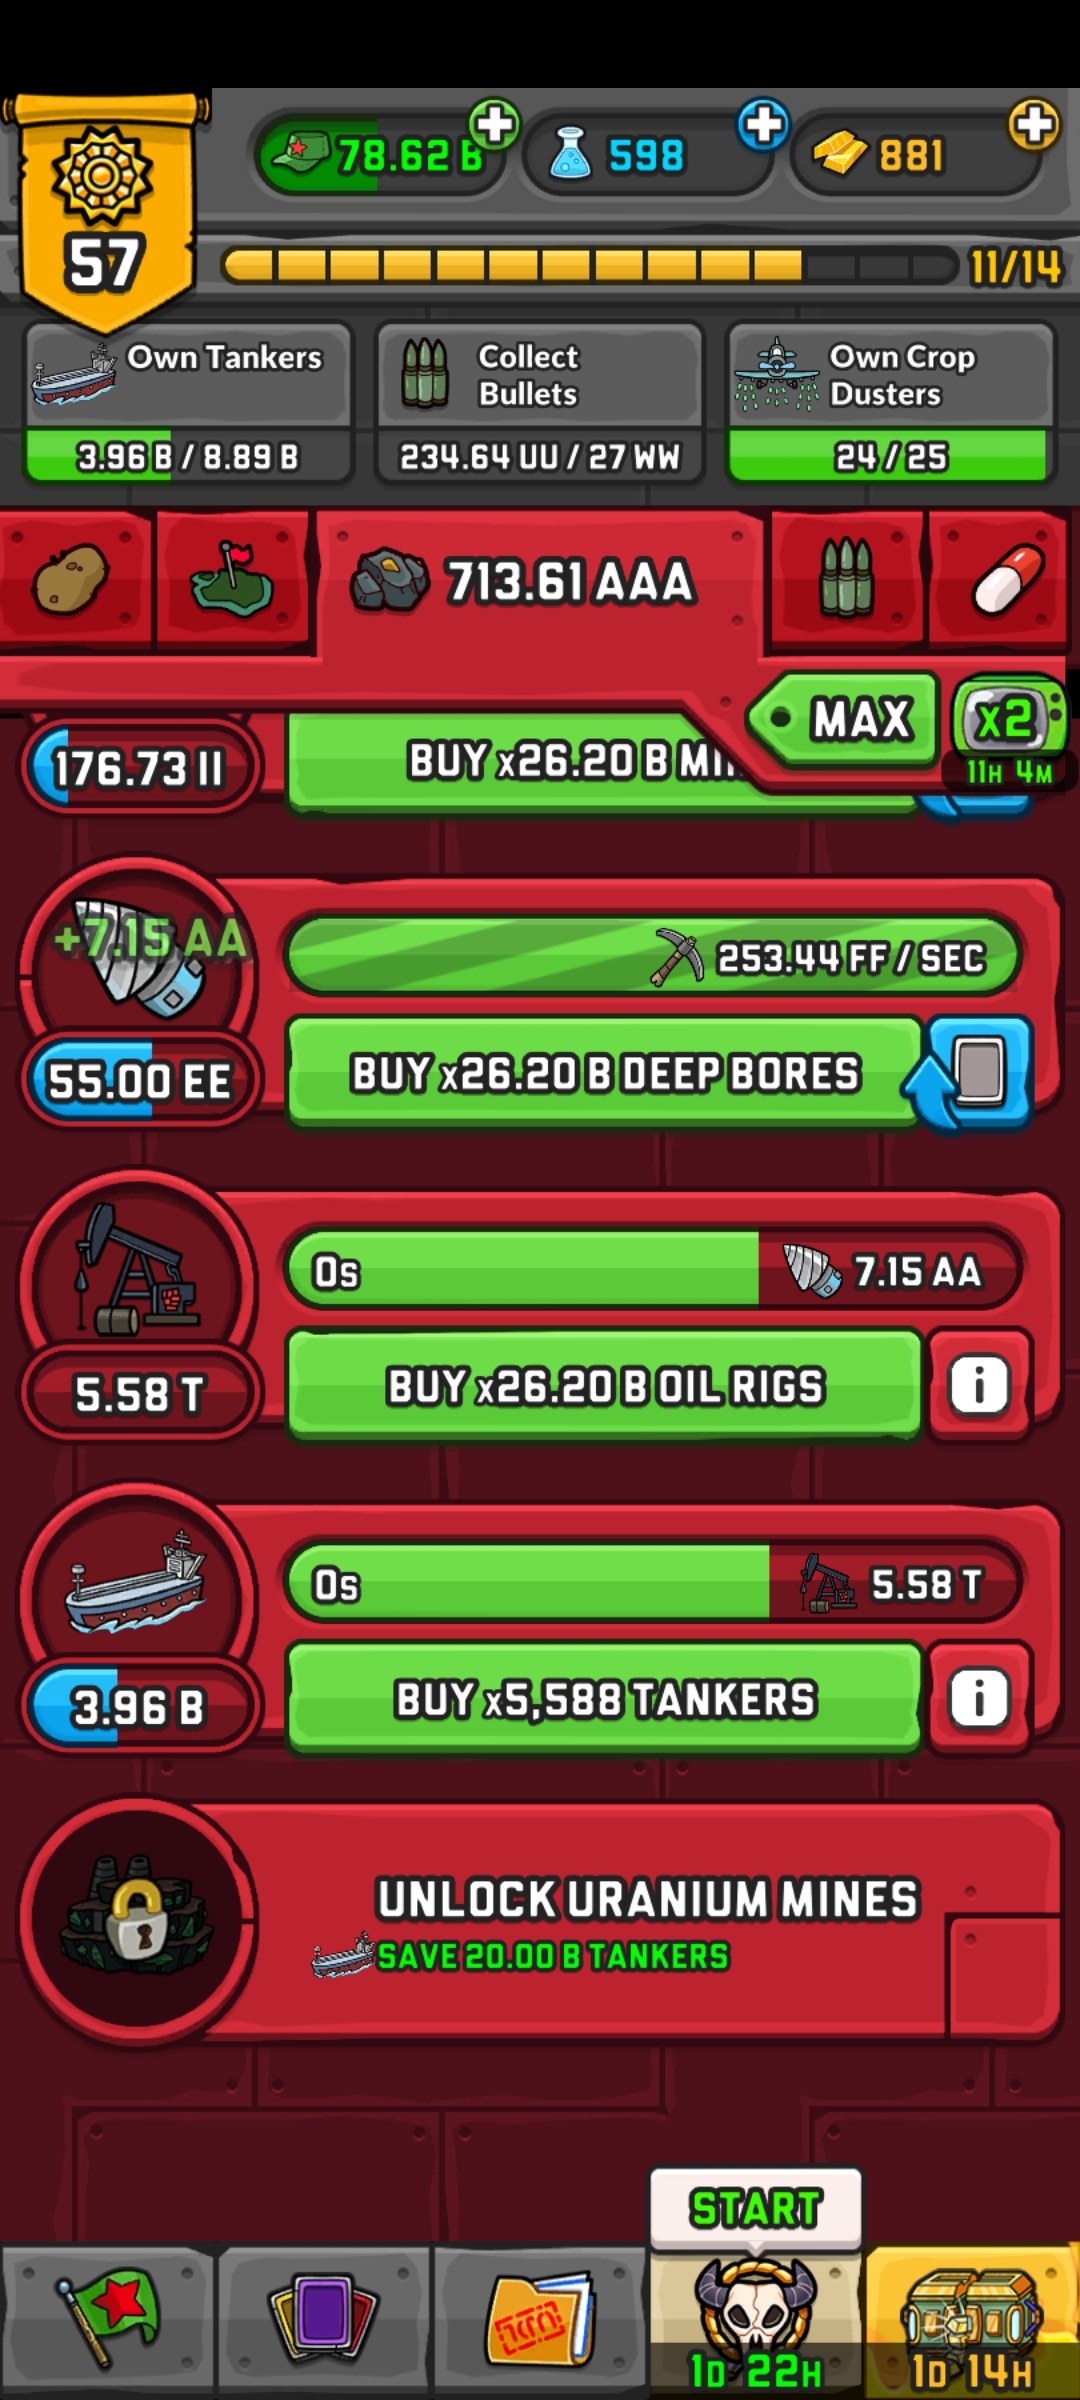 78.62 B
598
881
57
11/14
Own Tankers
3.96 B / 8.89 B
Collect
Bullets
234.64 UU / 27 WW
Own Crop
Dusters
24 / 25
713.61 AAA
MAX
x2
11H 4M
176.73 II
BUY x26.20 B
+7.15 AA
253.44 FF / SEC
55.00 EE
BUY x26.20 B DEEP BORES
0s
7.15 AA
5.58 T
BUY x26.20 B OIL RIGS
i
0s
5.58 T
3.96 B
BUY x5,588 TANKERS
i
UNLOCK URANIUM MINES
SAVE 20.00 B TANKERS
START
1D 22H
1D 14H